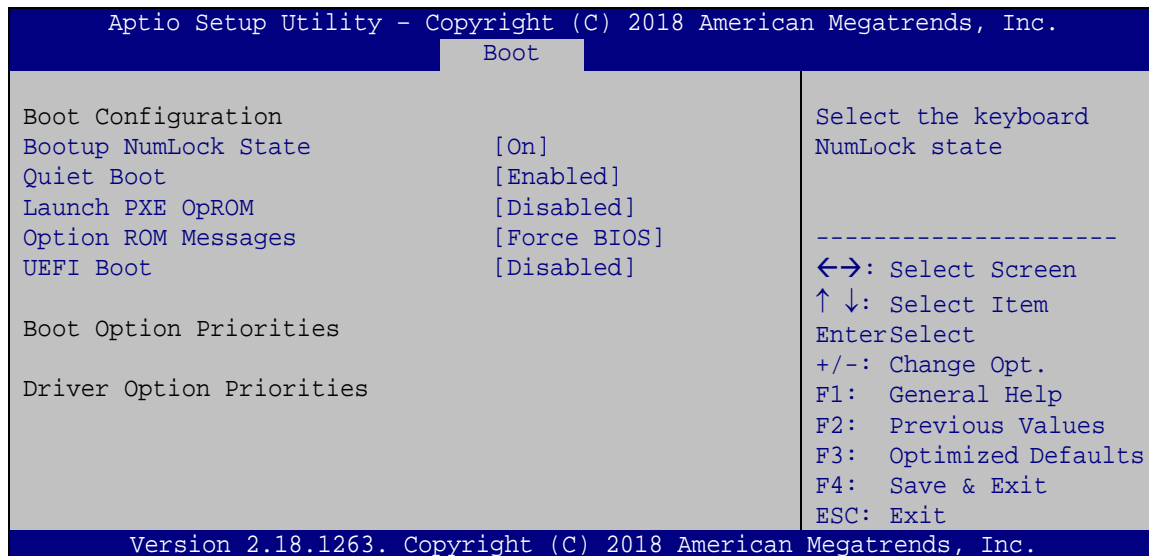 Aptio Setup Utility – Copyright (C) 2018 American Megatrends, Inc.
Boot
Boot Configuration
Bootup NumLock State [On]
Quiet Boot [Enabled]
Launch PXE OpROM [Disabled]
Option ROM Messages [Force BIOS]
UEFI Boot [Disabled]
Boot Option Priorities
Driver Option Priorities
Select the keyboard
NumLock state
---------------------
←→: Select Screen
↑ ↓: Select Item
EnterSelect
+/-: Change Opt.
F1: General Help
F2: Previous Values
F3: Optimized Defaults
F4: Save & Exit
ESC: Exit
Version 2.18.1263. Copyright (C) 2018 American Megatrends, Inc.